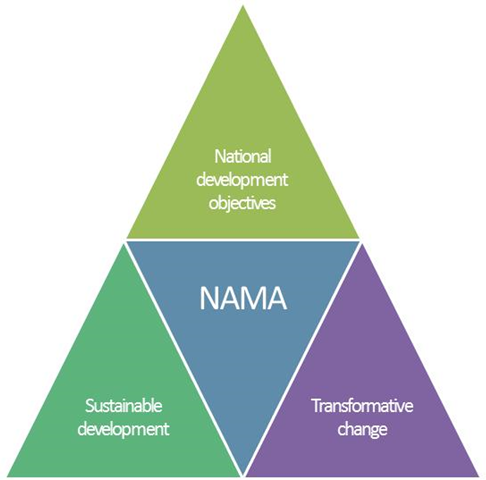 National
development
objectives
NAMA
Sustainable
development
Transformative
change